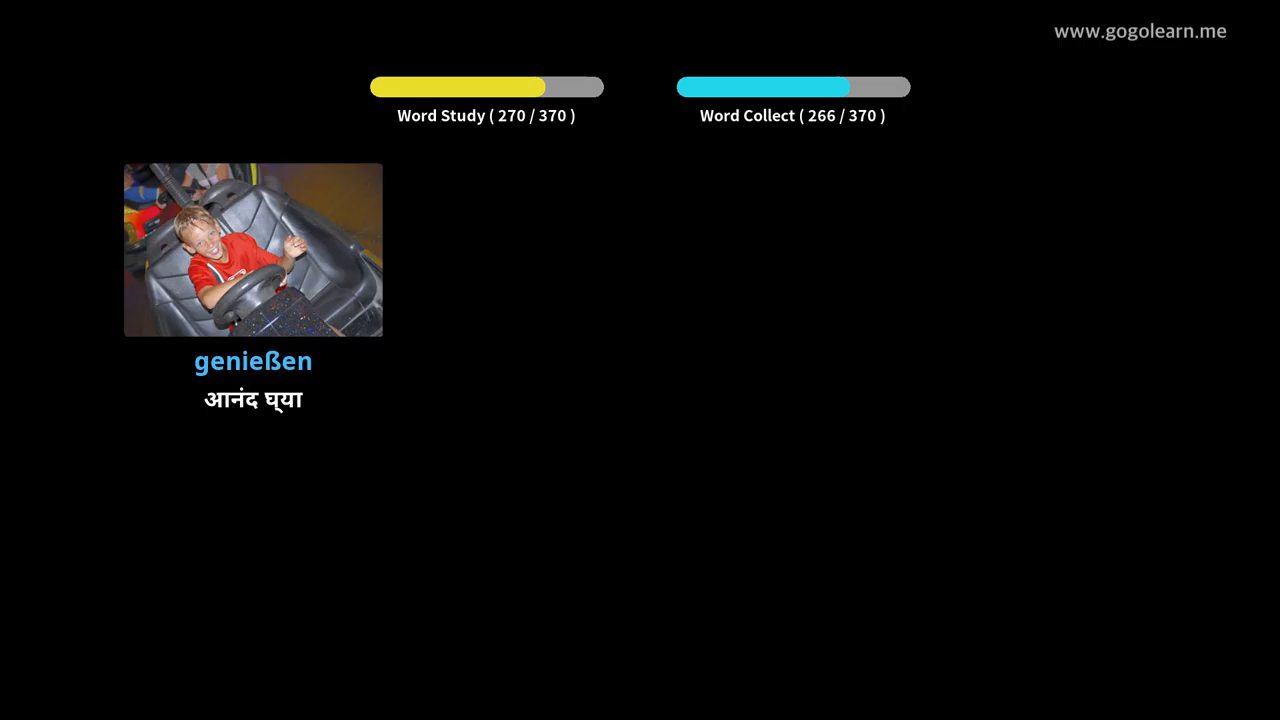 www.gogolearn.me
Word Study ( 270 / 370 )
Word Collect ( 266 / 370 )
genießen
आनंद घ्या